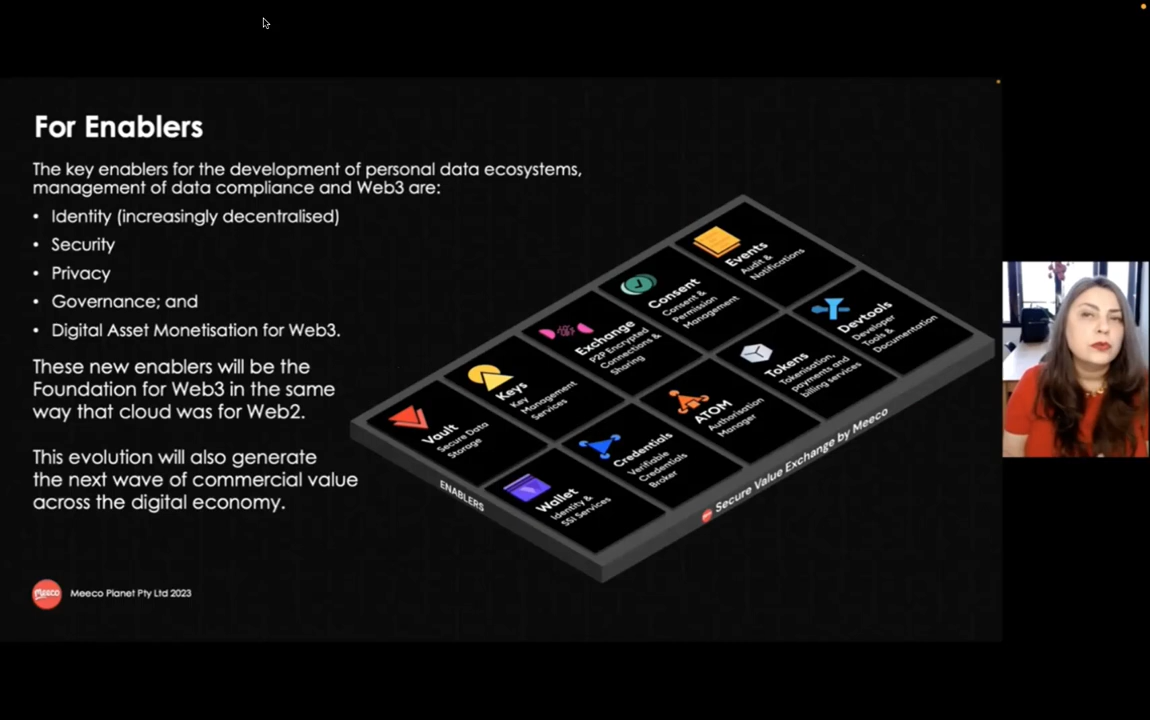 For Enablers
The key enablers for the development of personal data ecosystems,
management of data compliance and Web3 are:
• Identity (increasingly decentralised)
• Security
• Privacy
• Governance; and
• Digital Asset Monetisation for Web3.
These new enablers will be the
Foundation for Web3 in the same
way that cloud was for Web2.
This evolution will also generate
the next wave of commercial value
across the digital economy.
Vault
Secure Data
Storage
Keys
Key
Management
Services
Exchange
P2P Encrypted
Connections &
Sharing
Consent
Consent &
Permission
Management
Events
Audit &
Notifications
Wallet
Identity &
SSI Services
Credentials
Verifiable
Credentials
Broker
ATOM
Authorisation
Manager
Tokens
Tokenisation,
payments and
billing services
Devtools
Developer
Tools &
Documentation
ENABLERS
meeco Secure Value Exchange by Meeco
meeco Meeco Planet Pty Ltd 2023